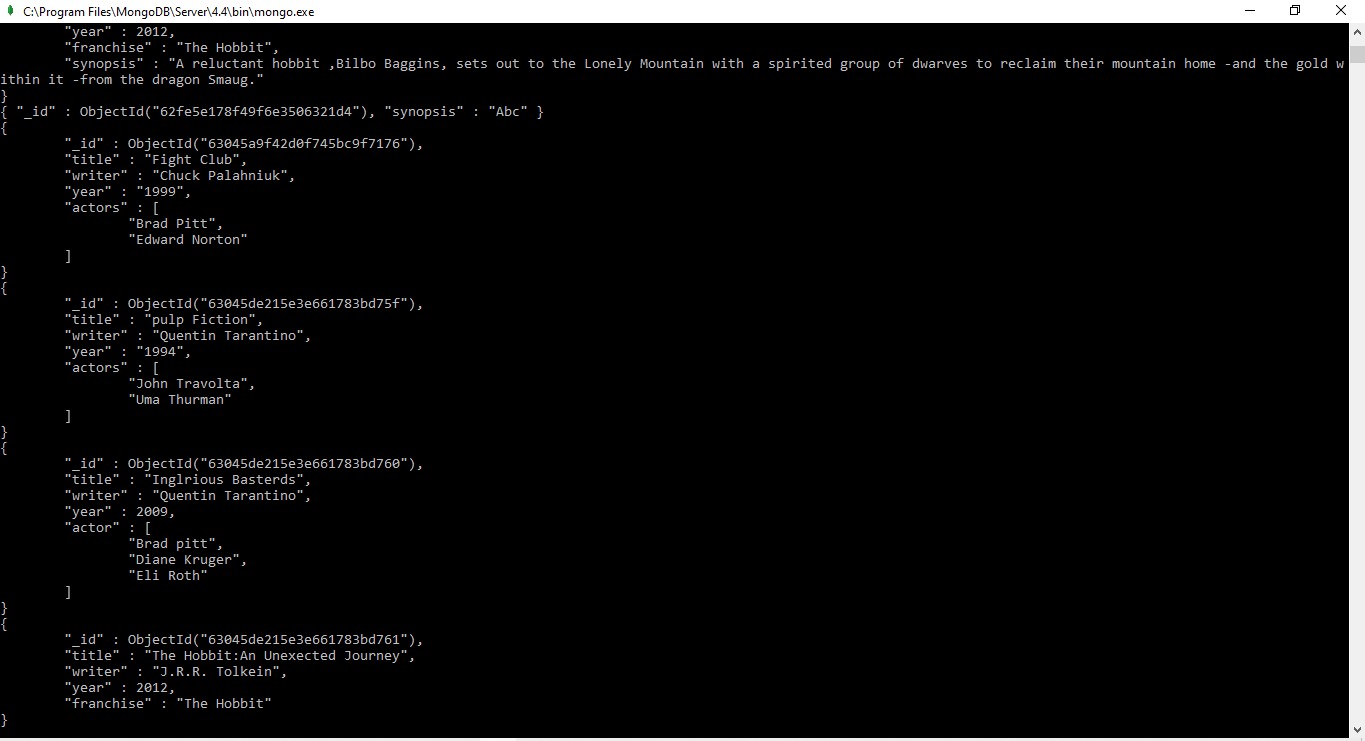 C:\Program Files\MongoDB\Server\4.4\bin\mongo.exe
"year" : 2012,
"franchise" : "The Hobbit",
"synopsis" : "A reluctant hobbit ,Bilbo Baggins, sets out to the Lonely Mountain with a spirited group of dwarves to reclaim their mountain home -and the gold w
ithin it -from the dragon Smaug."
}
{ "_id" : ObjectId("62fe5e178f49f6e3506321d4"), "synopsis" : "Abc" }
{
"_id" : ObjectId("63045a9f42d0f745bc9f7176"),
"title" : "Fight Club",
"writer" : "Chuck Palahniuk",
"year" : "1999",
"actors" : [
"Brad Pitt",
"Edward Norton"
]
}
{
"_id" : ObjectId("63045de215e3e661783bd75f"),
"title" : "pulp Fiction",
"writer" : "Quentin Tarantino",
"year" : "1994",
"actors" : [
"John Travolta",
"Uma Thurman"
]
}
{
"_id" : ObjectId("63045de215e3e661783bd760"),
"title" : "Inglrious Basterds",
"writer" : "Quentin Tarantino",
"year" : 2009,
"actor" : [
"Brad pitt",
"Diane Kruger",
"Eli Roth"
]
}
{
"_id" : ObjectId("63045de215e3e661783bd761"),
"title" : "The Hobbit:An Unexected Journey",
"writer" : "J.R.R. Tolkein",
"year" : 2012,
"franchise" : "The Hobbit"
}